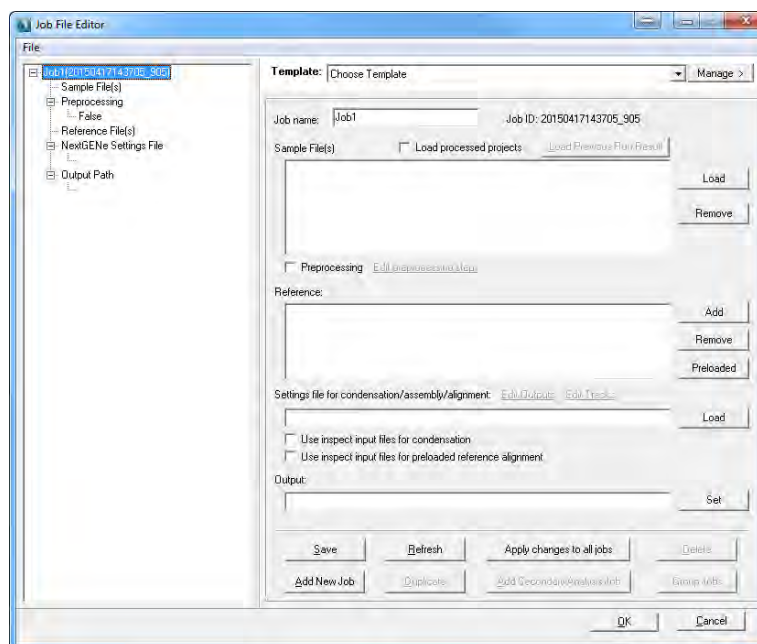 Job File Editor
File
Job1(20150417143705_905)
Sample File(s)
Preprocessing
False
Reference File(s)
NextGENe Settings File
Output Path
Template: Choose Template Manage >
Job name: Job1 Job ID: 20150417143705_905
Sample File(s) Load processed projects Load Previous Run Result
Load
Remove
Preprocessing Edit preprocessing step
Reference:
Add
Remove
Preloaded
Settings file for condensation/assembly/alignment: Edit Outputs
Load
Use inspect input files for condensation
Use inspect input files for preloaded reference alignment
Output:
Set
Save Refresh Apply changes to all jobs Delete
Add New Job Duplicate Add Secondary Analysis Job Group Jobs
OK Cancel